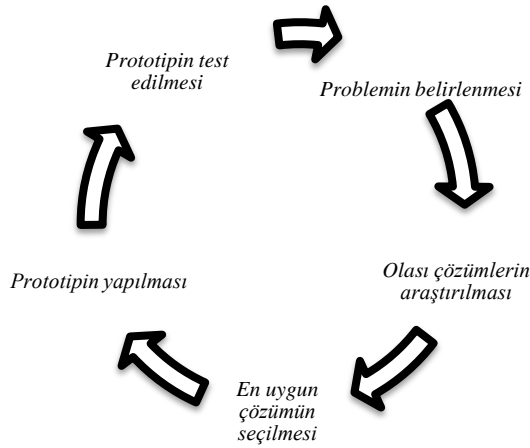 Prototipin test
edilmesi
Problemin belirlenmesi
Olası çözümlerin
araştırılması
En uygun
çözümün
seçilmesi
Prototipin yapılması